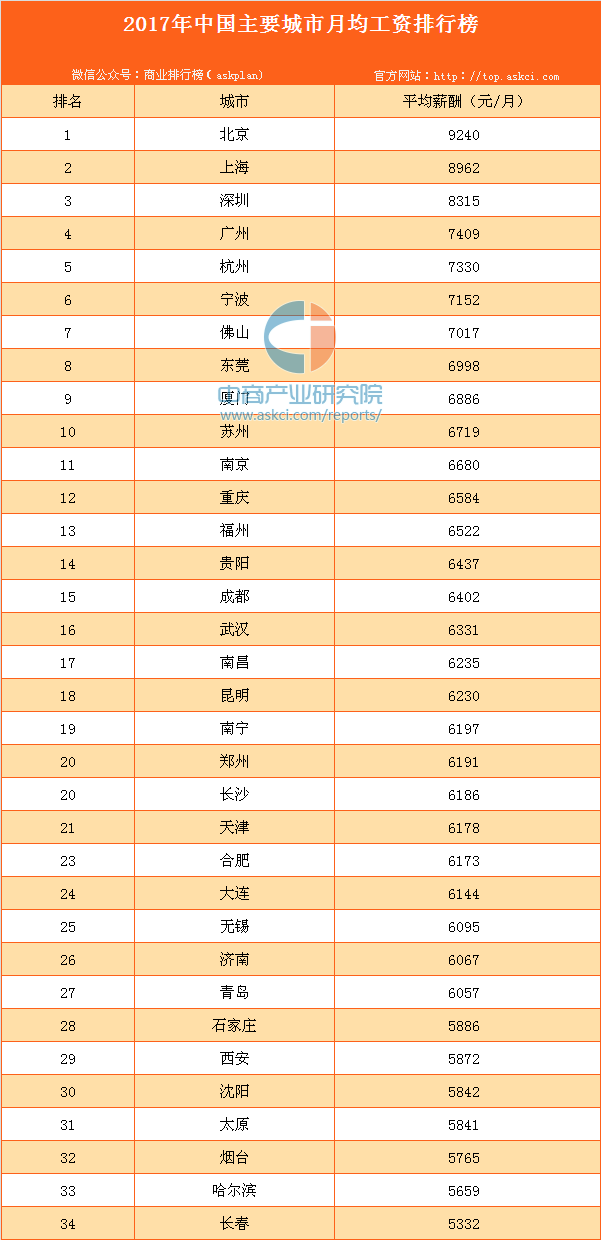 2017年中国主要城市月均工资排行榜
微信公众号：商业排行榜（askplan） 官方网站：http://top.askci.com
排名 城市 平均薪酬（元/月）
1 北京 9240
2 上海 8962
3 深圳 8315
4 广州 7409
5 杭州 7330
6 宁波 7152
7 佛山 7017
8 东莞 6998
9 厦门 6886
中商产业研究院
www.askci.com/reports/
10 苏州 6719
11 南京 6680
12 重庆 6584
13 福州 6522
14 贵阳 6437
15 成都 6402
16 武汉 6331
17 南昌 6235
18 昆明 6230
19 南宁 6197
20 郑州 6191
20 长沙 6186
21 天津 6178
23 合肥 6173
24 大连 6144
25 无锡 6095
26 济南 6067
27 青岛 6057
28 石家庄 5886
29 西安 5872
30 沈阳 5842
31 太原 5841
32 烟台 5765
33 哈尔滨 5659
34 长春 5332